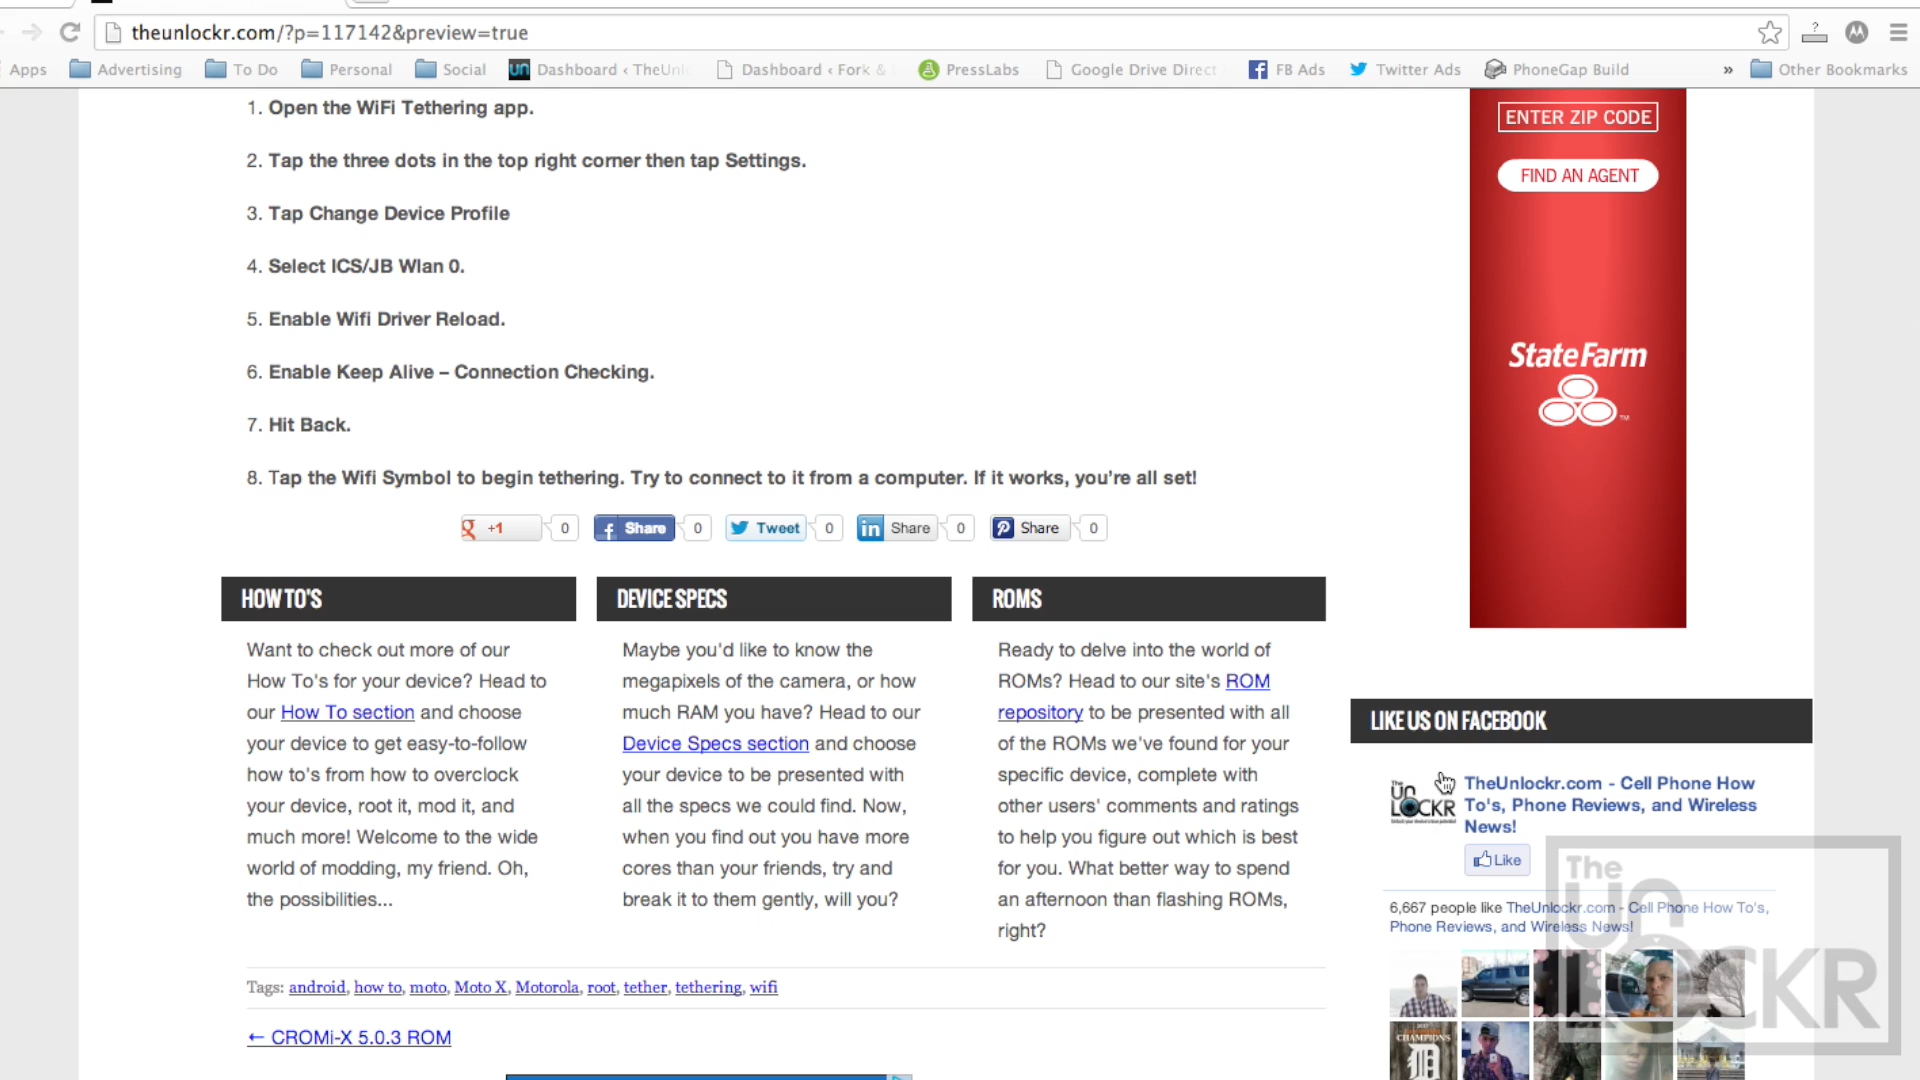 theunlockr.com/?p=117142&preview=true
Apps Advertising To Do Personal Social Dashboard ‹ TheUnl Dashboard ‹ Fork & PressLabs Google Drive Direct FB Ads Twitter Ads PhoneGap Build » Other Bookmarks
1. Open the WiFi Tethering app.
2. Tap the three dots in the top right corner then tap Settings.
3. Tap Change Device Profile
4. Select ICS/JB Wlan 0.
5. Enable Wifi Driver Reload.
6. Enable Keep Alive – Connection Checking.
7. Hit Back.
8. Tap the Wifi Symbol to begin tethering. Try to connect to it from a computer. If it works, you're all set!
+1 0 Share 0 Tweet 0 Share 0 Share 0
HOW TO'S
Want to check out more of our
How To's for your device? Head to
our How To section and choose
your device to get easy-to-follow
how to's from how to overclock
your device, root it, mod it, and
much more! Welcome to the wide
world of modding, my friend. Oh,
the possibilities...
DEVICE SPECS
Maybe you'd like to know the
megapixels of the camera, or how
much RAM you have? Head to our
Device Specs section and choose
your device to be presented with
all the specs we could find. Now,
when you find out you have more
cores than your friends, try and
break it to them gently, will you?
ROMS
Ready to delve into the world of
ROMs? Head to our site's ROM
repository to be presented with all
of the ROMs we've found for your
specific device, complete with
other users' comments and ratings
to help you figure out which is best
for you. What better way to spend
an afternoon than flashing ROMs,
right?
Tags: android, how to, moto, Moto X, Motorola, root, tether, tethering, wifi
← CROMi-X 5.0.3 ROM
ENTER ZIP CODE
FIND AN AGENT
StateFarm
TM
LIKE US ON FACEBOOK
UN
LOCKR
TheUnlockr.com - Cell Phone How
To's, Phone Reviews, and Wireless
News!
Like
6,667 people like TheUnlockr.com - Cell Phone How To's,
Phone Reviews, and Wireless News!
CHAMPIONS
D
The
UN
LOCKR